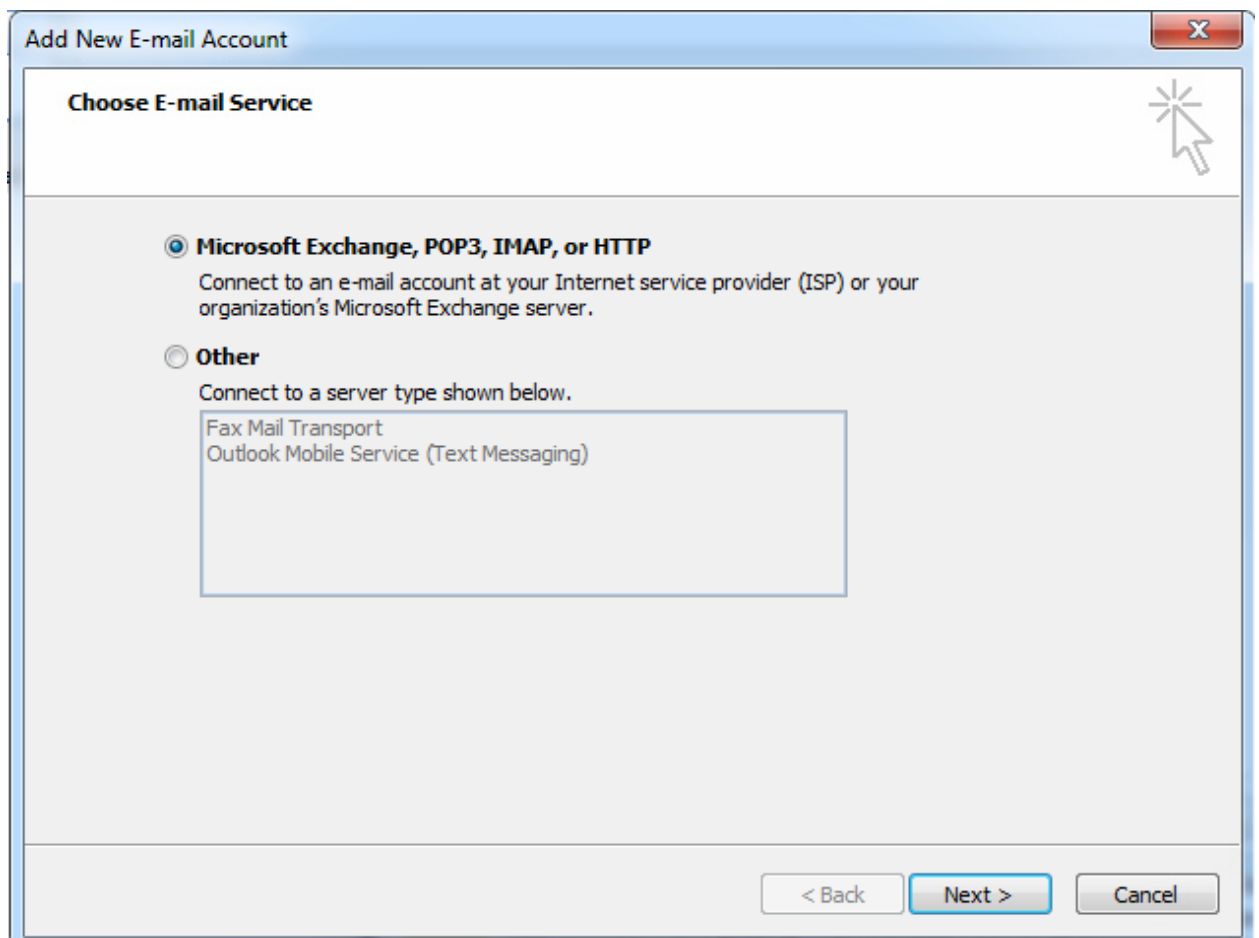 Add New E-mail Account
Choose E-mail Service
Microsoft Exchange, POP3, IMAP, or HTTP
Connect to an e-mail account at your Internet service provider (ISP) or your
organization's Microsoft Exchange server.
Other
Connect to a server type shown below.
Fax Mail Transport
Outlook Mobile Service (Text Messaging)
< Back
Next >
Cancel